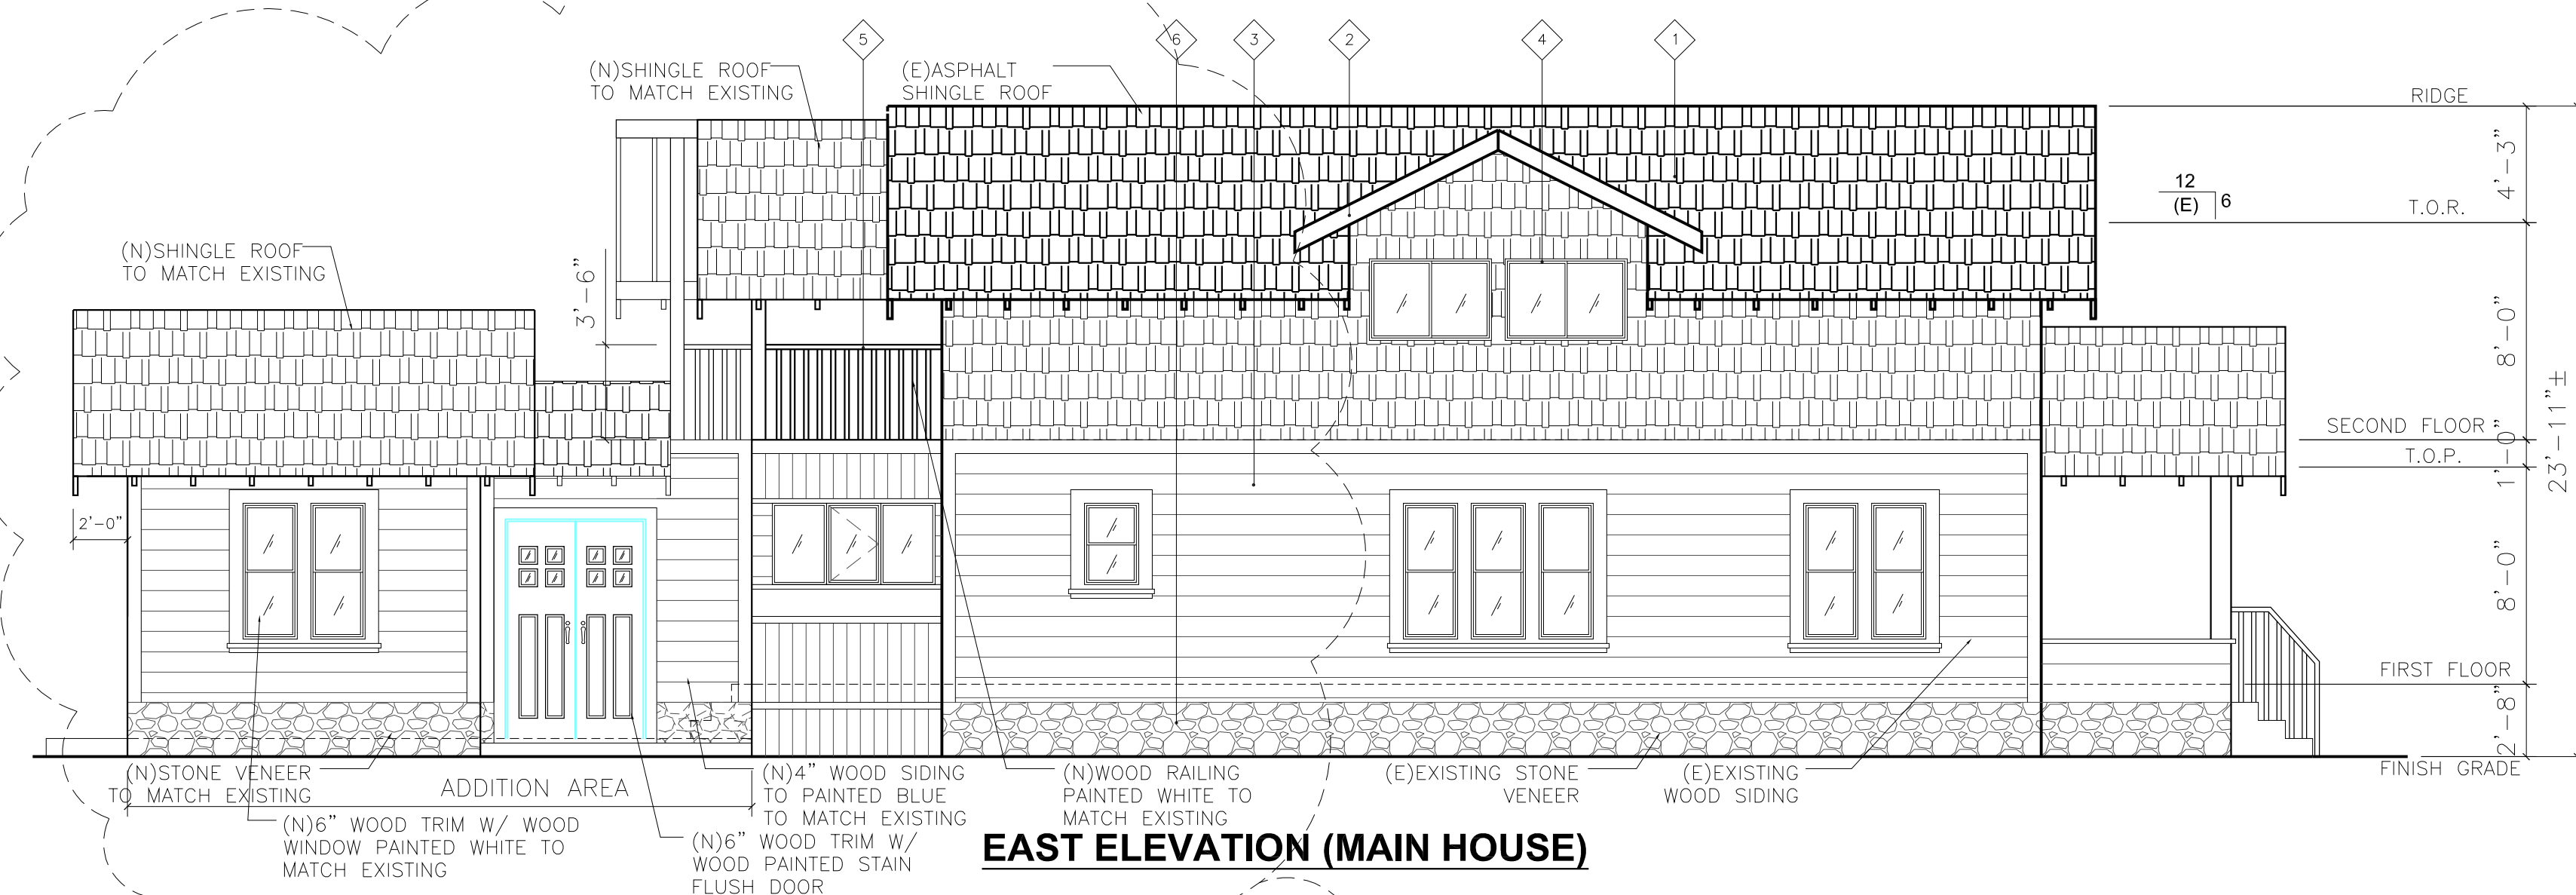 5
6
3
2
4
1
(N)SHINGLE ROOF
TO MATCH EXISTING
(E)ASPHALT
SHINGLE ROOF
RIDGE
4'-3"
12
(E)
6
T.O.R.
(N)SHINGLE ROOF
TO MATCH EXISTING
3'-6"
8'-0"
23'-11"±
SECOND FLOOR
1'-0"
T.O.P.
2'-0"
8'-0"
FIRST FLOOR
2'-8"
FINISH GRADE
(N)STONE VENEER
TO MATCH EXISTING
ADDITION AREA
(N)4" WOOD SIDING
TO PAINTED BLUE
TO MATCH EXISTING
(N)WOOD RAILING
PAINTED WHITE TO
MATCH EXISTING
(E)EXISTING STONE
VENEER
(E)EXISTING
WOOD SIDING
(N)6" WOOD TRIM W/ WOOD
WINDOW PAINTED WHITE TO
MATCH EXISTING
(N)6" WOOD TRIM W/
WOOD PAINTED STAIN
FLUSH DOOR
EAST ELEVATION (MAIN HOUSE)